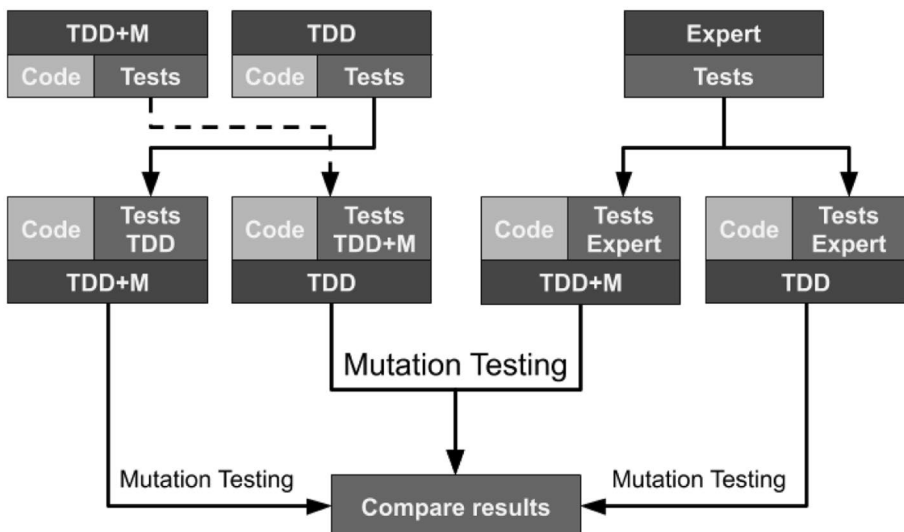 TDD+M
Code
Tests
TDD
Code
Tests
Expert
Tests
Code
Tests
TDD
TDD+M
Code
Tests
TDD+M
TDD
Code
Tests
Expert
TDD+M
Code
Tests
Expert
TDD
Mutation Testing
Mutation Testing
Mutation Testing
Compare results